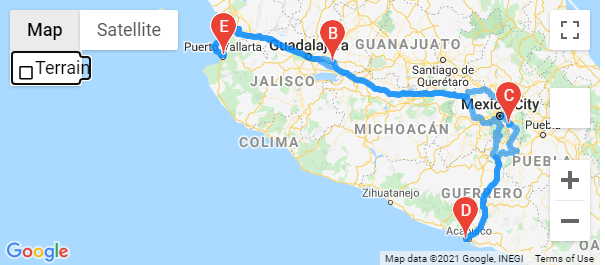 Map
Satellite
Terrain
E
B
GUANAJUATO
Puerto Vallarta
Guadalajara
Santiago de
Querétaro
JALISCO
C
Mexico City
Puebla
MICHOACÁN
COLIMA
PUEBLA
Zihuatanejo
GUERRERO
D
Acapulco
OA
Google
Map data ©2021 Google, INEGI
Terms of Use